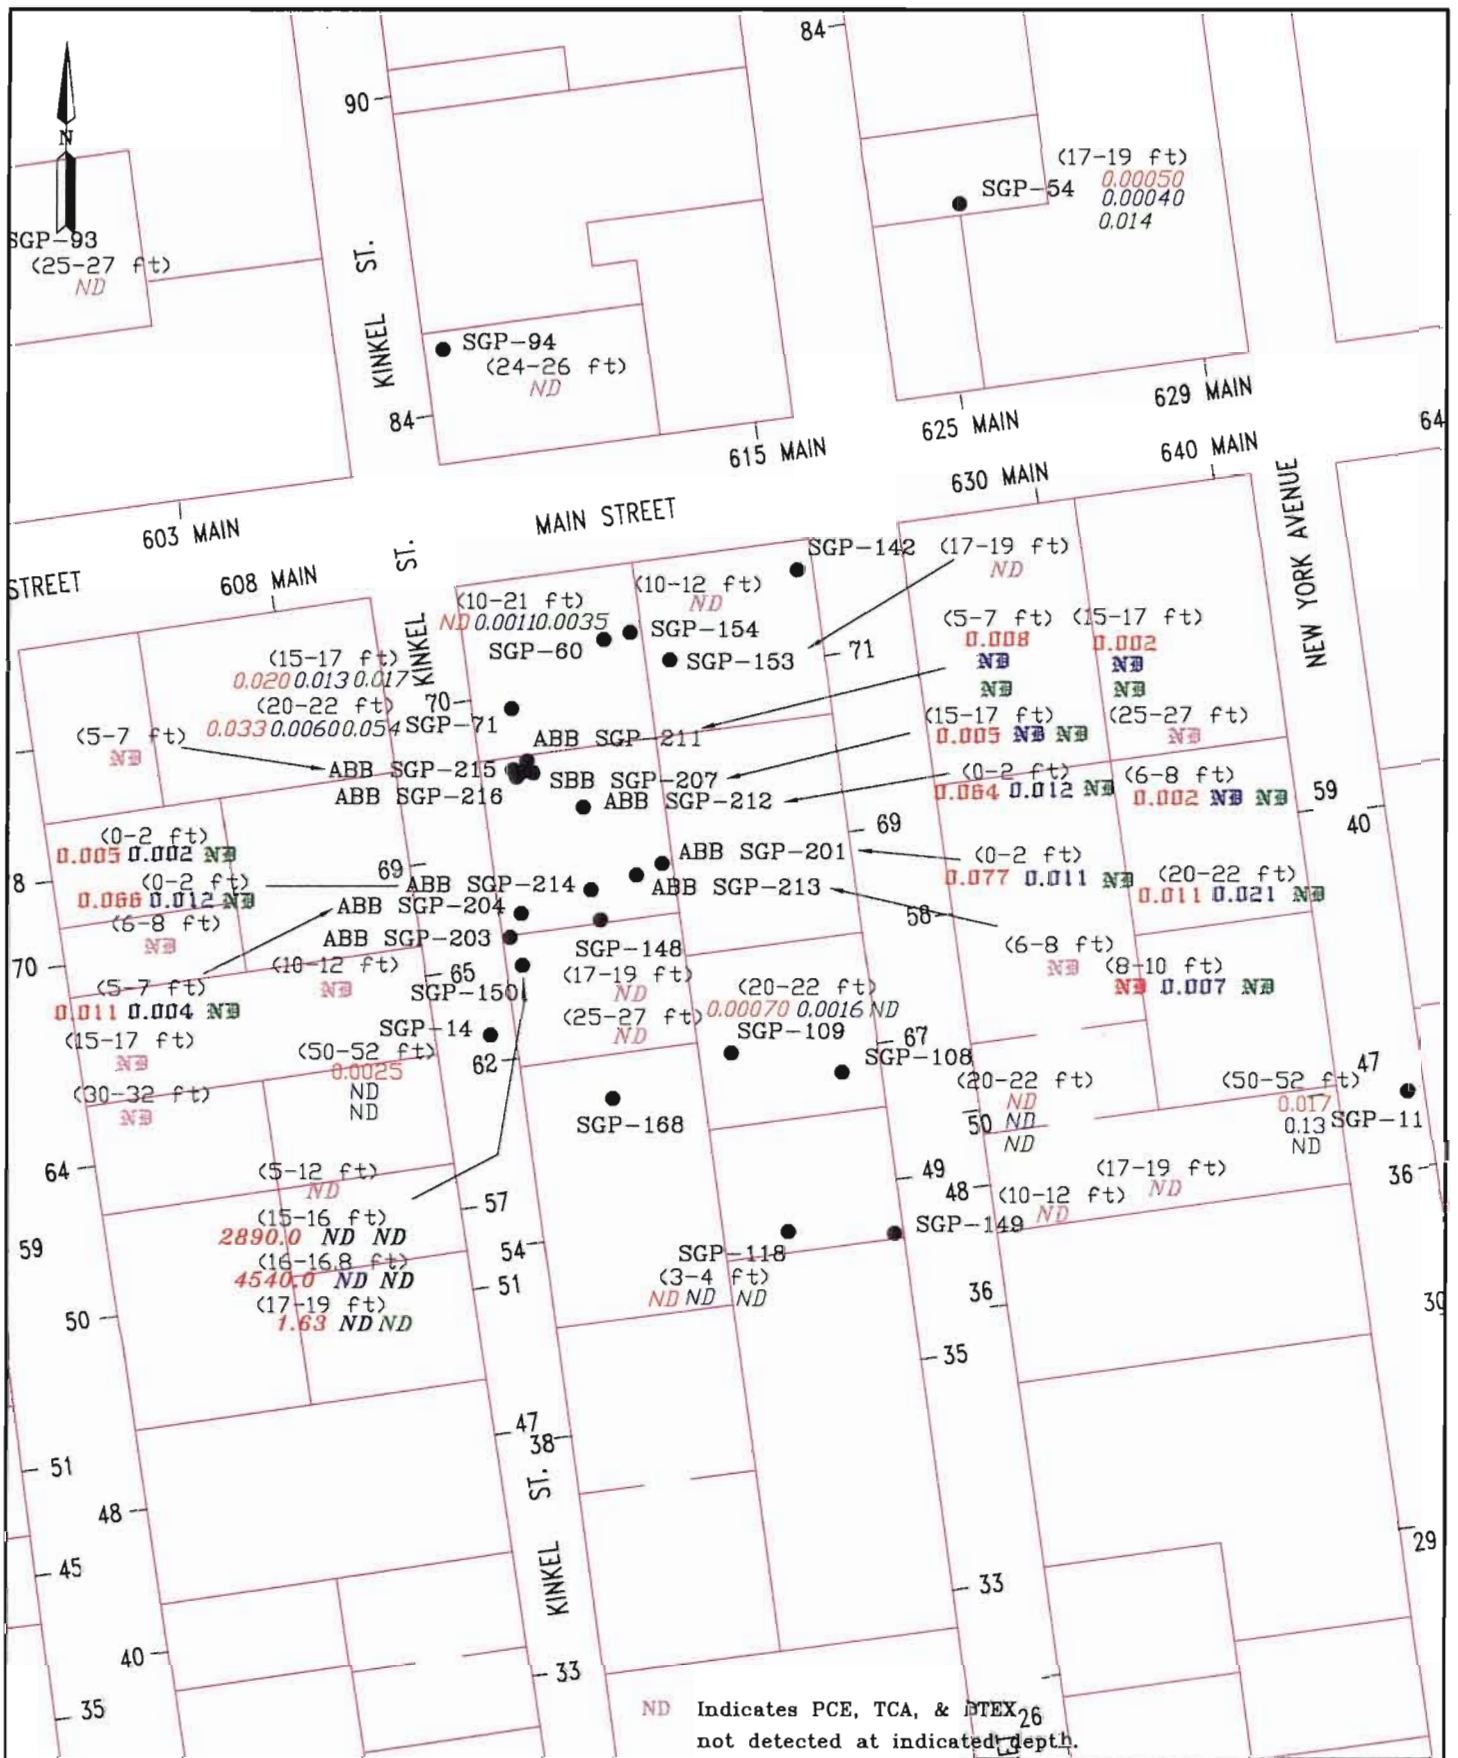 84
90
N
(17-19 ft)
SGP-54
0.00050
0.00040
0.014
SGP-93
(25-27 ft)
ND
KINKEL ST.
SGP-94
(24-26 ft)
ND
84
629 MAIN
625 MAIN
64
615 MAIN
640 MAIN
630 MAIN
MAIN STREET
603 MAIN
NEW YORK AVENUE
STREET
608 MAIN
KINKEL ST.
SGP-142
(17-19 ft)
ND
(10-12 ft)
ND
(10-21 ft)
ND 0.0011 0.0035
SGP-154
SGP-60
SGP-153
71
(5-7 ft)
0.008
ND
ND
(15-17 ft)
0.002
ND
ND
(15-17 ft)
0.020 0.013 0.017
(20-22 ft)
0.033 0.0060 0.054
70
SGP-71
(15-17 ft)
0.005 ND ND
(25-27 ft)
ND
(5-7 ft)
ND
ABB SGP-211
ABB SGP-215
SBB SGP-207
ABB SGP-216
ABB SGP-212
(0-2 ft)
0.064 0.012 ND
(6-8 ft)
0.002 ND ND
59
40
69
(0-2 ft)
0.005 0.002 ND
8
(0-2 ft)
0.066 0.012 ND
69
ABB SGP-201
ABB SGP-214
ABB SGP-213
(0-2 ft)
0.077 0.011 ND
(20-22 ft)
0.011 0.021 ND
ABB SGP-204
58
(6-8 ft)
ND
ABB SGP-203
SGP-148
(6-8 ft)
ND
(8-10 ft)
ND 0.007 ND
70
(10-12 ft)
ND
65
SGP-150
(17-19 ft)
ND
(25-27 ft)
ND
(5-7 ft)
0.011 0.004 ND
(20-22 ft)
0.00070 0.0016 ND
SGP-109
(15-17 ft)
ND
SGP-14
(50-52 ft)
0.0025
ND
ND
62
67
SGP-108
47
(30-32 ft)
ND
SGP-168
(20-22 ft)
ND
50 ND
ND
(50-52 ft)
0.017
0.13
ND
SGP-11
64
(5-12 ft)
ND
49
48
(17-19 ft)
ND
36
(10-12 ft)
ND
57
(15-16 ft)
2890.0 ND ND
SGP-149
59
54
SGP-118
(3-4 ft)
ND ND ND
(16-16.8 ft)
4540.0 ND ND
51
36
(17-19 ft)
1.63 ND ND
50
30
35
47
38
51
KINKEL ST.
48
29
45
33
40
33
35
ND Indicates PCE, TCA, & BTEX
not detected at indicated depth.
26